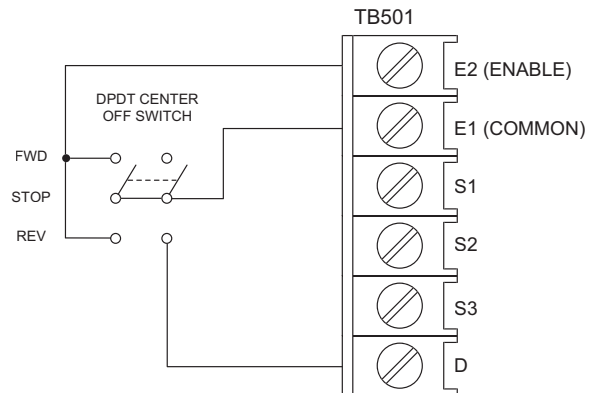 TB501
E2 (ENABLE)
DPDT CENTER
OFF SWITCH
E1 (COMMON)
FWD
S1
STOP
REV
S2
S3
D